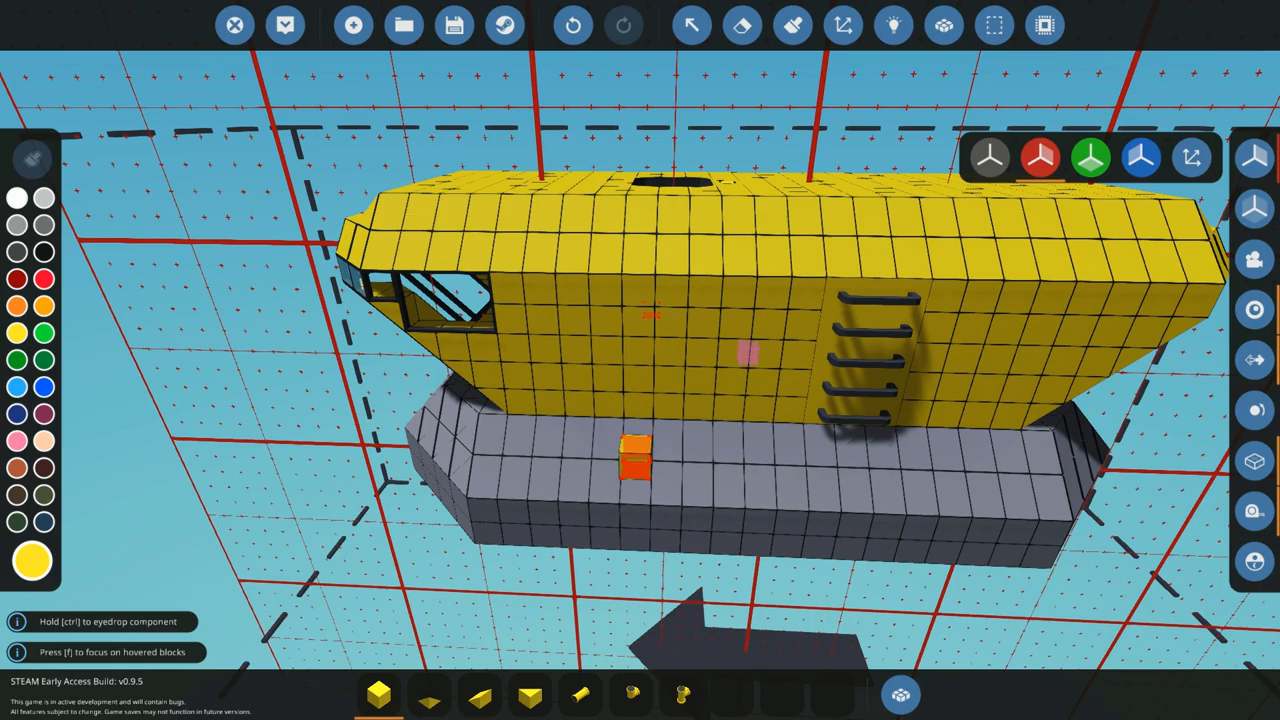 Hold [ctrl] to eyedrop component
Press [f] to focus on hovered blocks
STEAM Early Access Build: v0.9.5
This game is in active development and will contain bugs.
All features subject to change. Game saves may not function in future versions.